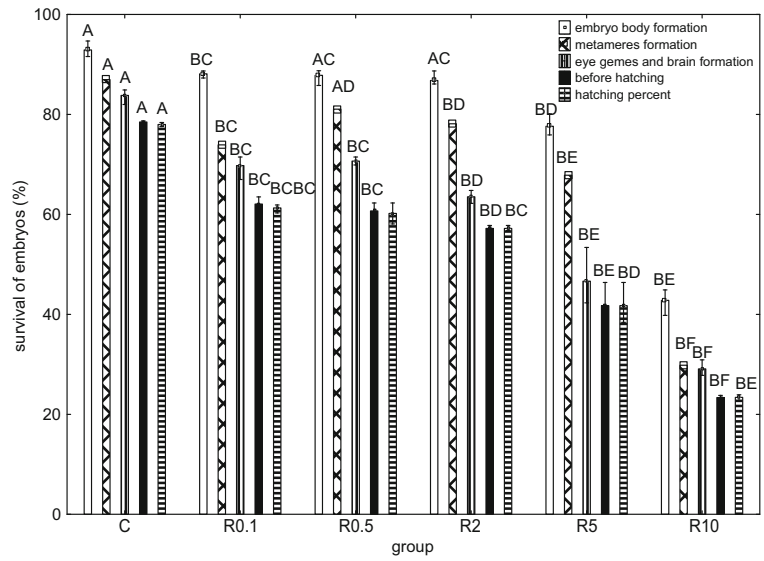 100
80
60
40
20
0
survival of embryos (%)
embryo body formation
metameres formation
eye gemes and brain formation
before hatching
hatching percent
A
A
A
A
A
BC
BC
BC
BC
BCBC
AC
AD
BC
BC
AC
BD
BD
BD
BC
BD
BE
BE
BE
BD
BE
BF
BF
BF
BE
C
R0.1
R0.5
R2
R5
R10
group